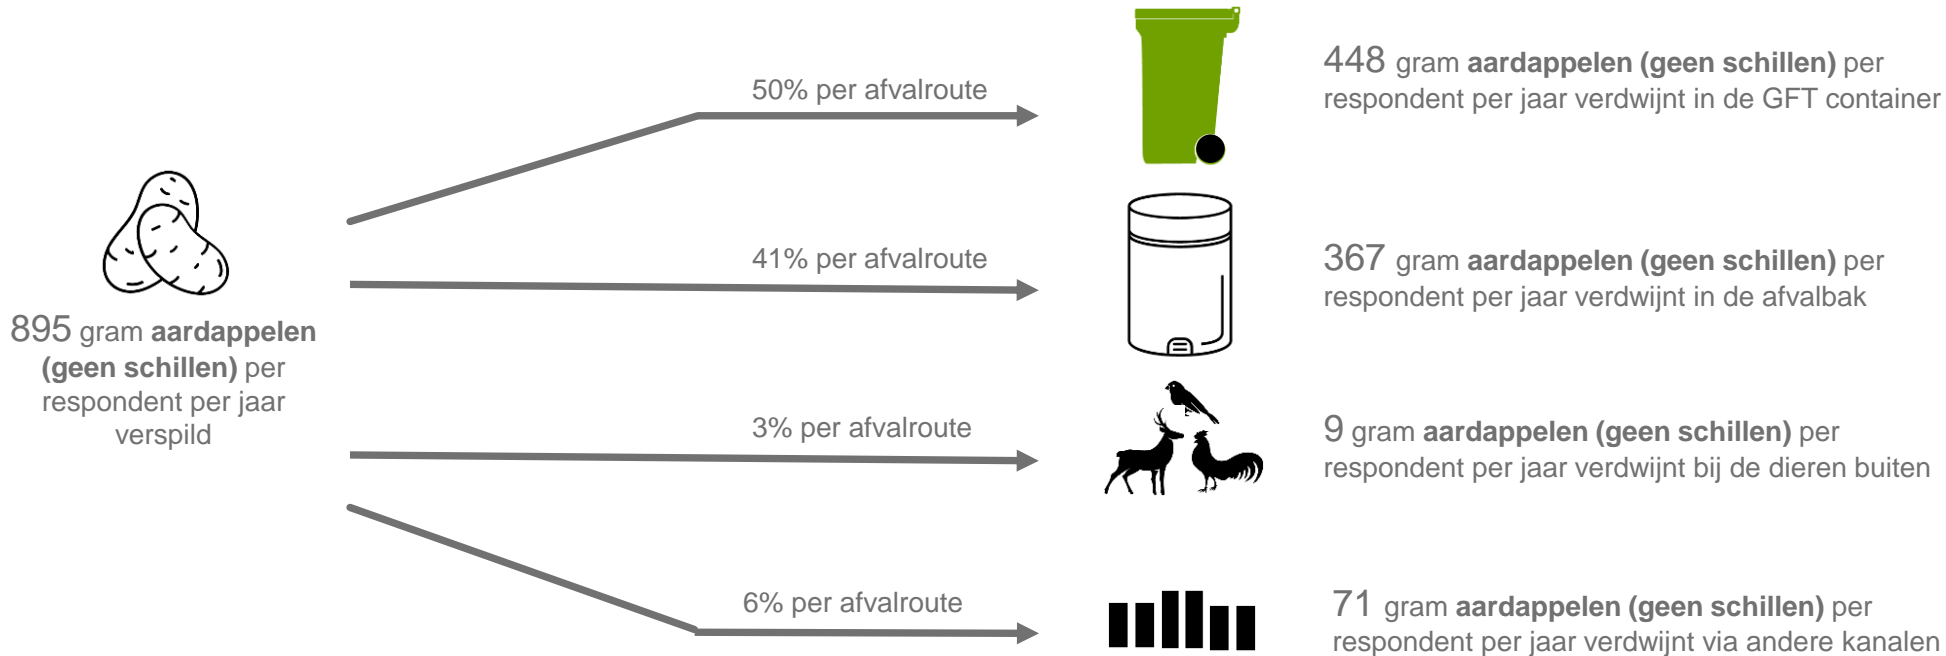 895 gram aardappelen
(geen schillen) per
respondent per jaar
verspild
50% per afvalroute
448 gram aardappelen (geen schillen) per
respondent per jaar verdwijnt in de GFT container
41% per afvalroute
367 gram aardappelen (geen schillen) per
respondent per jaar verdwijnt in de afvalbak
3% per afvalroute
9 gram aardappelen (geen schillen) per
respondent per jaar verdwijnt bij de dieren buiten
6% per afvalroute
71 gram aardappelen (geen schillen) per
respondent per jaar verdwijnt via andere kanalen